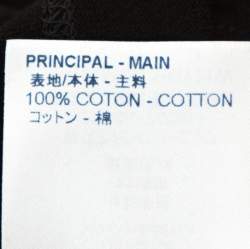 PRINCIPAL - MAIN
表地/本体 - 主料
100% COTON - COTTON
コットン - 棉